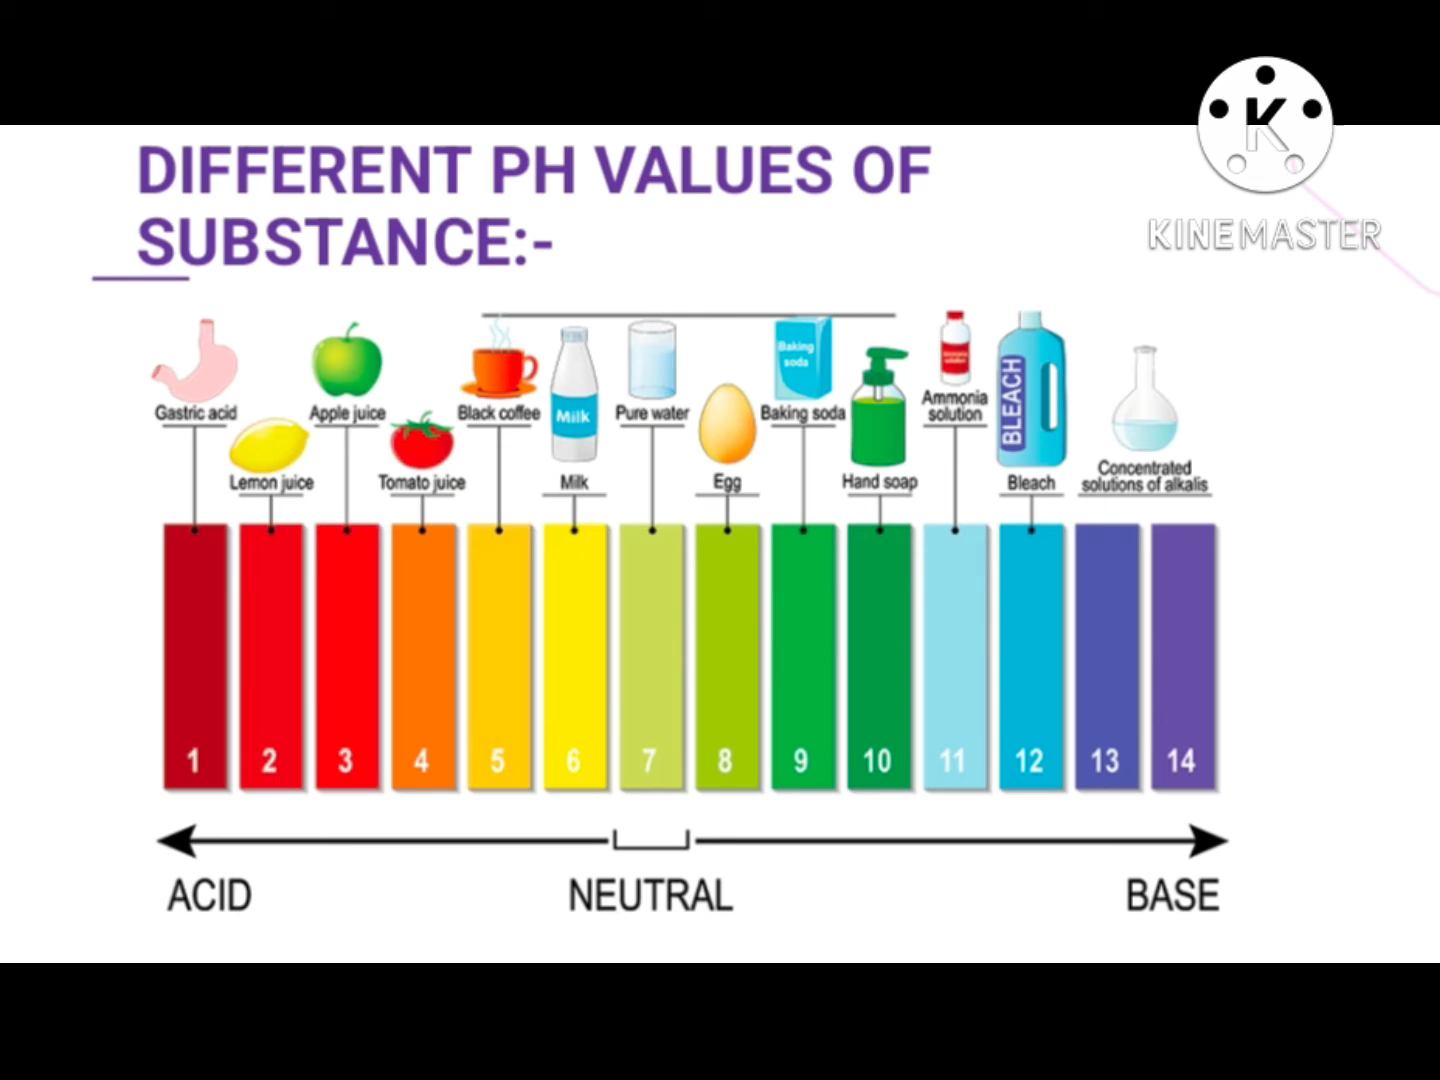 K
KINEMASTER
DIFFERENT PH VALUES OF
SUBSTANCE:-
Baking
soda
Ammonia
solution
Gastric acid
Apple juice
Black coffee
Milk
Pure water
Baking soda
BLEACH
Lemon juice
Tomato juice
Milk
Egg
Hand soap
Bleach
Concentrated
solutions of alkalis
1 2 3 4 5 6 7 8 9 10 11 12 13 14
ACID NEUTRAL BASE